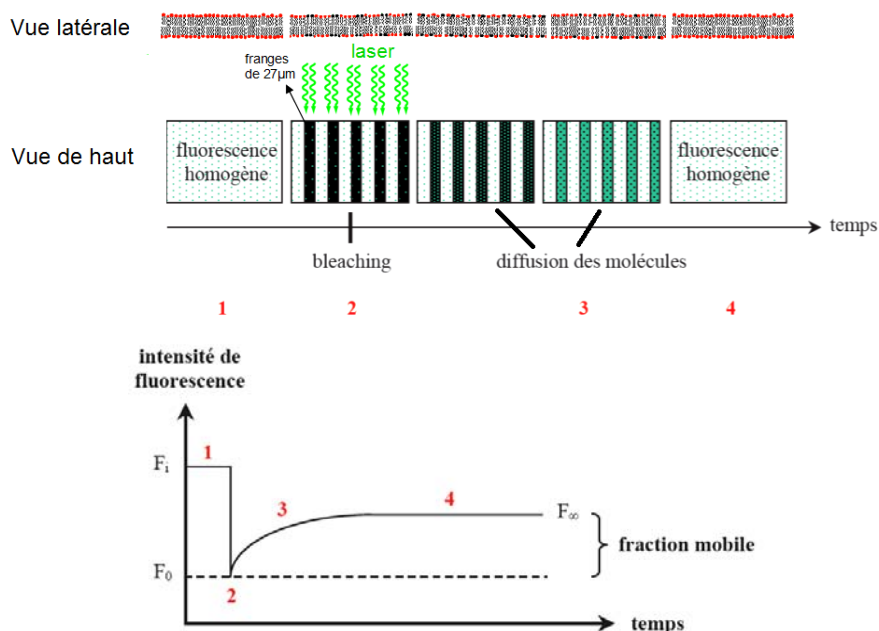 Vue latérale
laser
franges
de 27µm
Vue de haut
fluorescence
homogène
fluorescence
homogène
temps
bleaching
diffusion des molécules
1
2
3
4
intensité de
fluorescence
1
Fi
3
4
F∞
fraction mobile
F0
2
temps